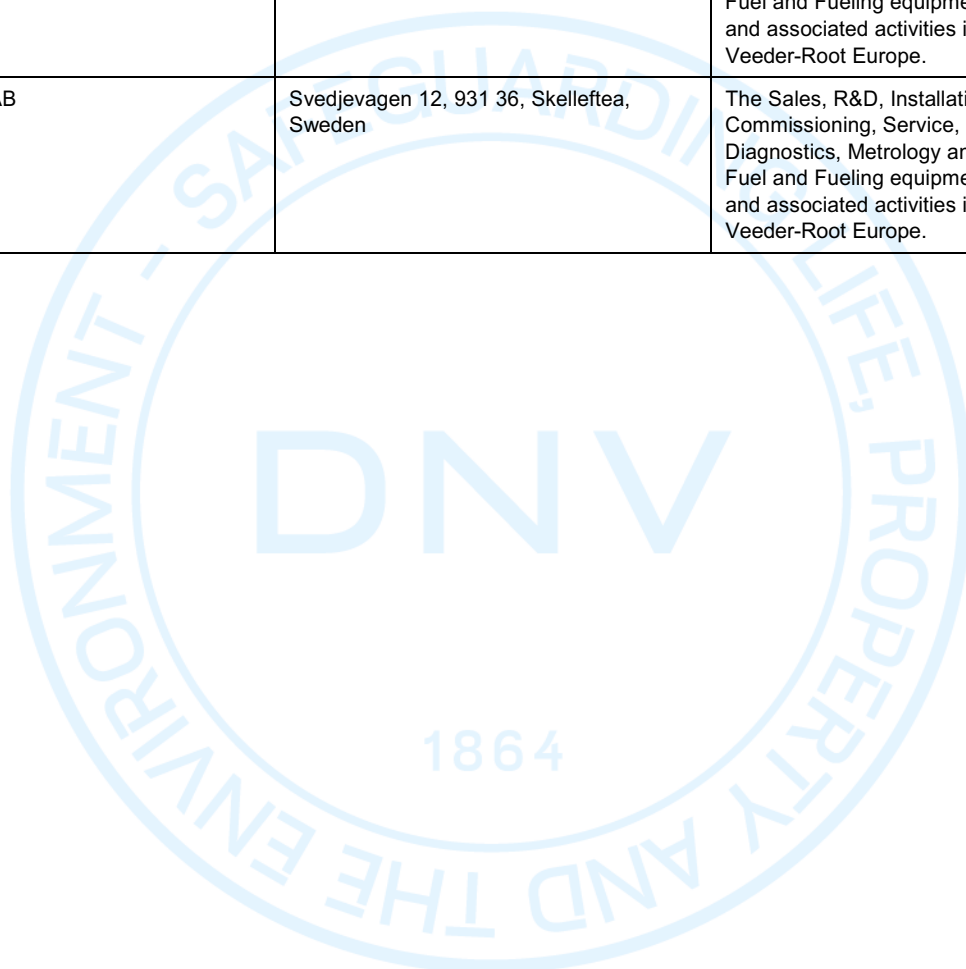 Fuel and Fueling equipme
and associated activities i
Veeder-Root Europe.
AB
Svedjevagen 12, 931 36, Skelleftea,
Sweden
The Sales, R&D, Installati
Commissioning, Service,
Diagnostics, Metrology an
Fuel and Fueling equipme
and associated activities i
Veeder-Root Europe.
SAFEGUARDING LIFE, PROPERTY AND THE ENVIRONMENT -
DNV
1864